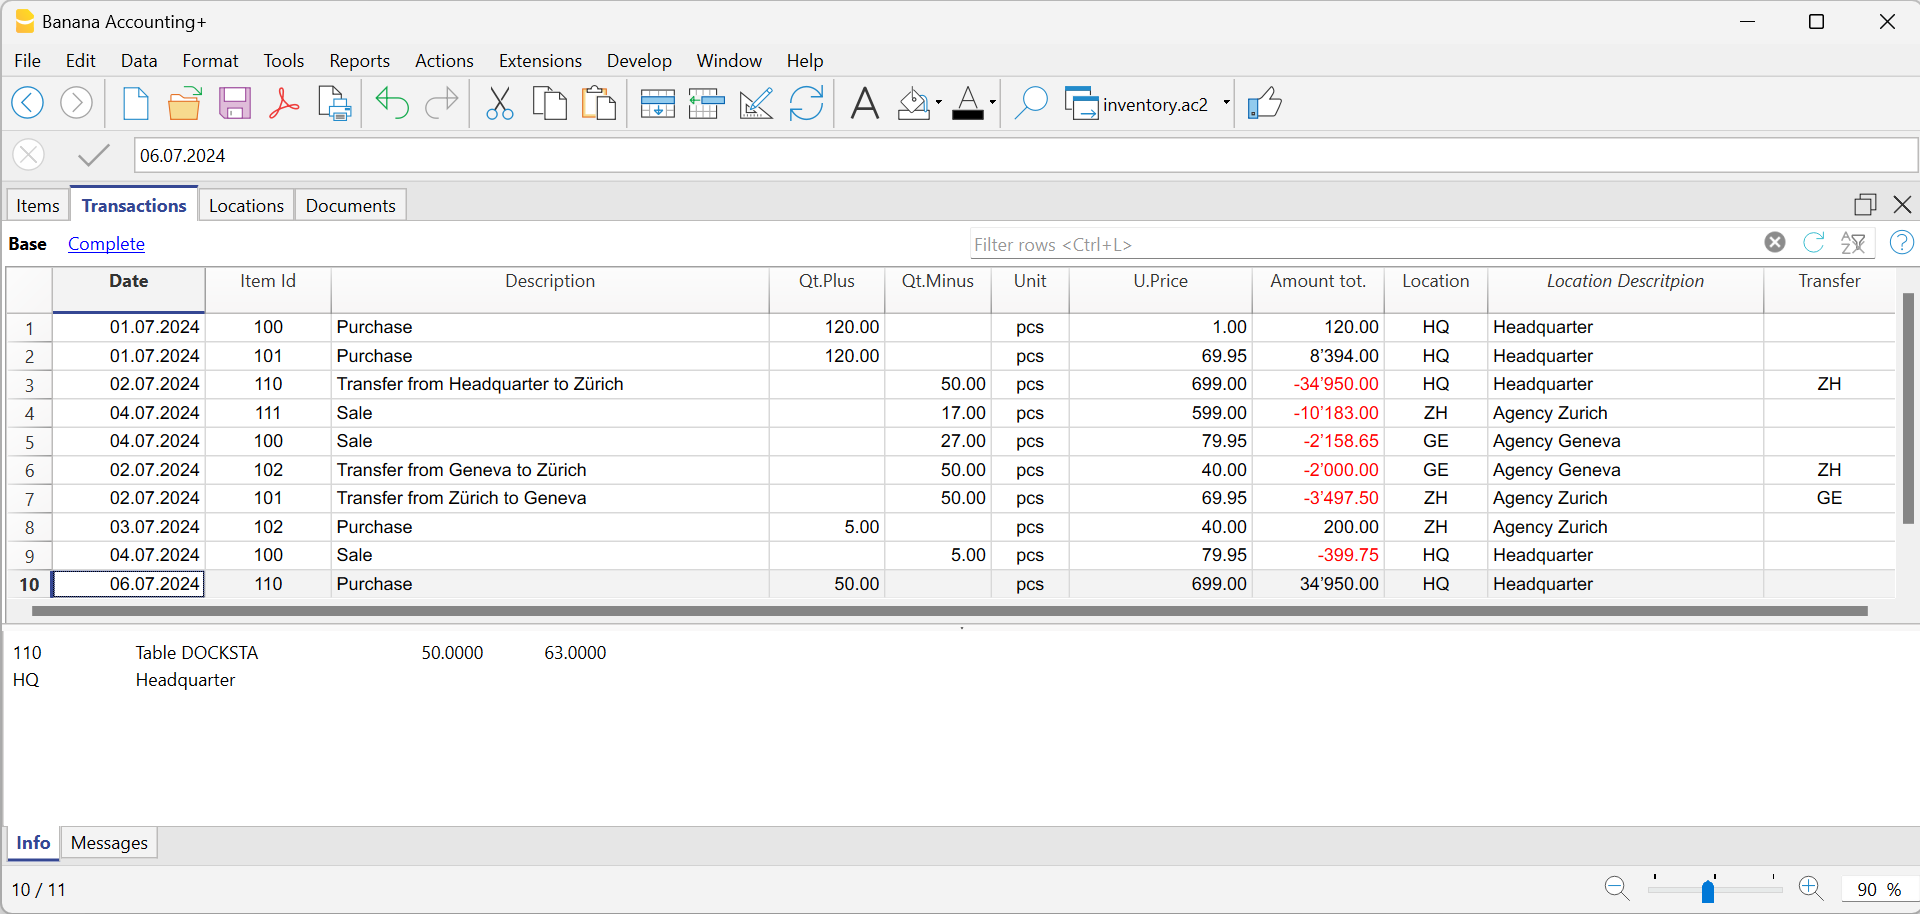 Banana Accounting+
File Edit Data Format Tools Reports Actions Extensions Develop Window Help
inventory.ac2
06.07.2024
Items Transactions Locations Documents
Base Complete Filter rows <Ctrl+L>
Date Item Id Description Qt.Plus Qt.Minus Unit U.Price Amount tot. Location Location Descritpion Transfer
1 01.07.2024 100 Purchase 120.00 pcs 1.00 120.00 HQ Headquarter
2 01.07.2024 101 Purchase 120.00 pcs 69.95 8’394.00 HQ Headquarter
3 02.07.2024 110 Transfer from Headquarter to Zürich 50.00 pcs 699.00 -34’950.00 HQ Headquarter ZH
4 04.07.2024 111 Sale 17.00 pcs 599.00 -10’183.00 ZH Agency Zurich
5 04.07.2024 100 Sale 27.00 pcs 79.95 -2’158.65 GE Agency Geneva
6 02.07.2024 102 Transfer from Geneva to Zürich 50.00 pcs 40.00 -2’000.00 GE Agency Geneva ZH
7 02.07.2024 101 Transfer from Zürich to Geneva 50.00 pcs 69.95 -3’497.50 ZH Agency Zurich GE
8 03.07.2024 102 Purchase 5.00 pcs 40.00 200.00 ZH Agency Zurich
9 04.07.2024 100 Sale 5.00 pcs 79.95 -399.75 HQ Headquarter
10 06.07.2024 110 Purchase 50.00 pcs 699.00 34’950.00 HQ Headquarter
110 Table DOCKSTA 50.0000 63.0000
HQ Headquarter
Info Messages
10 / 11 90 %